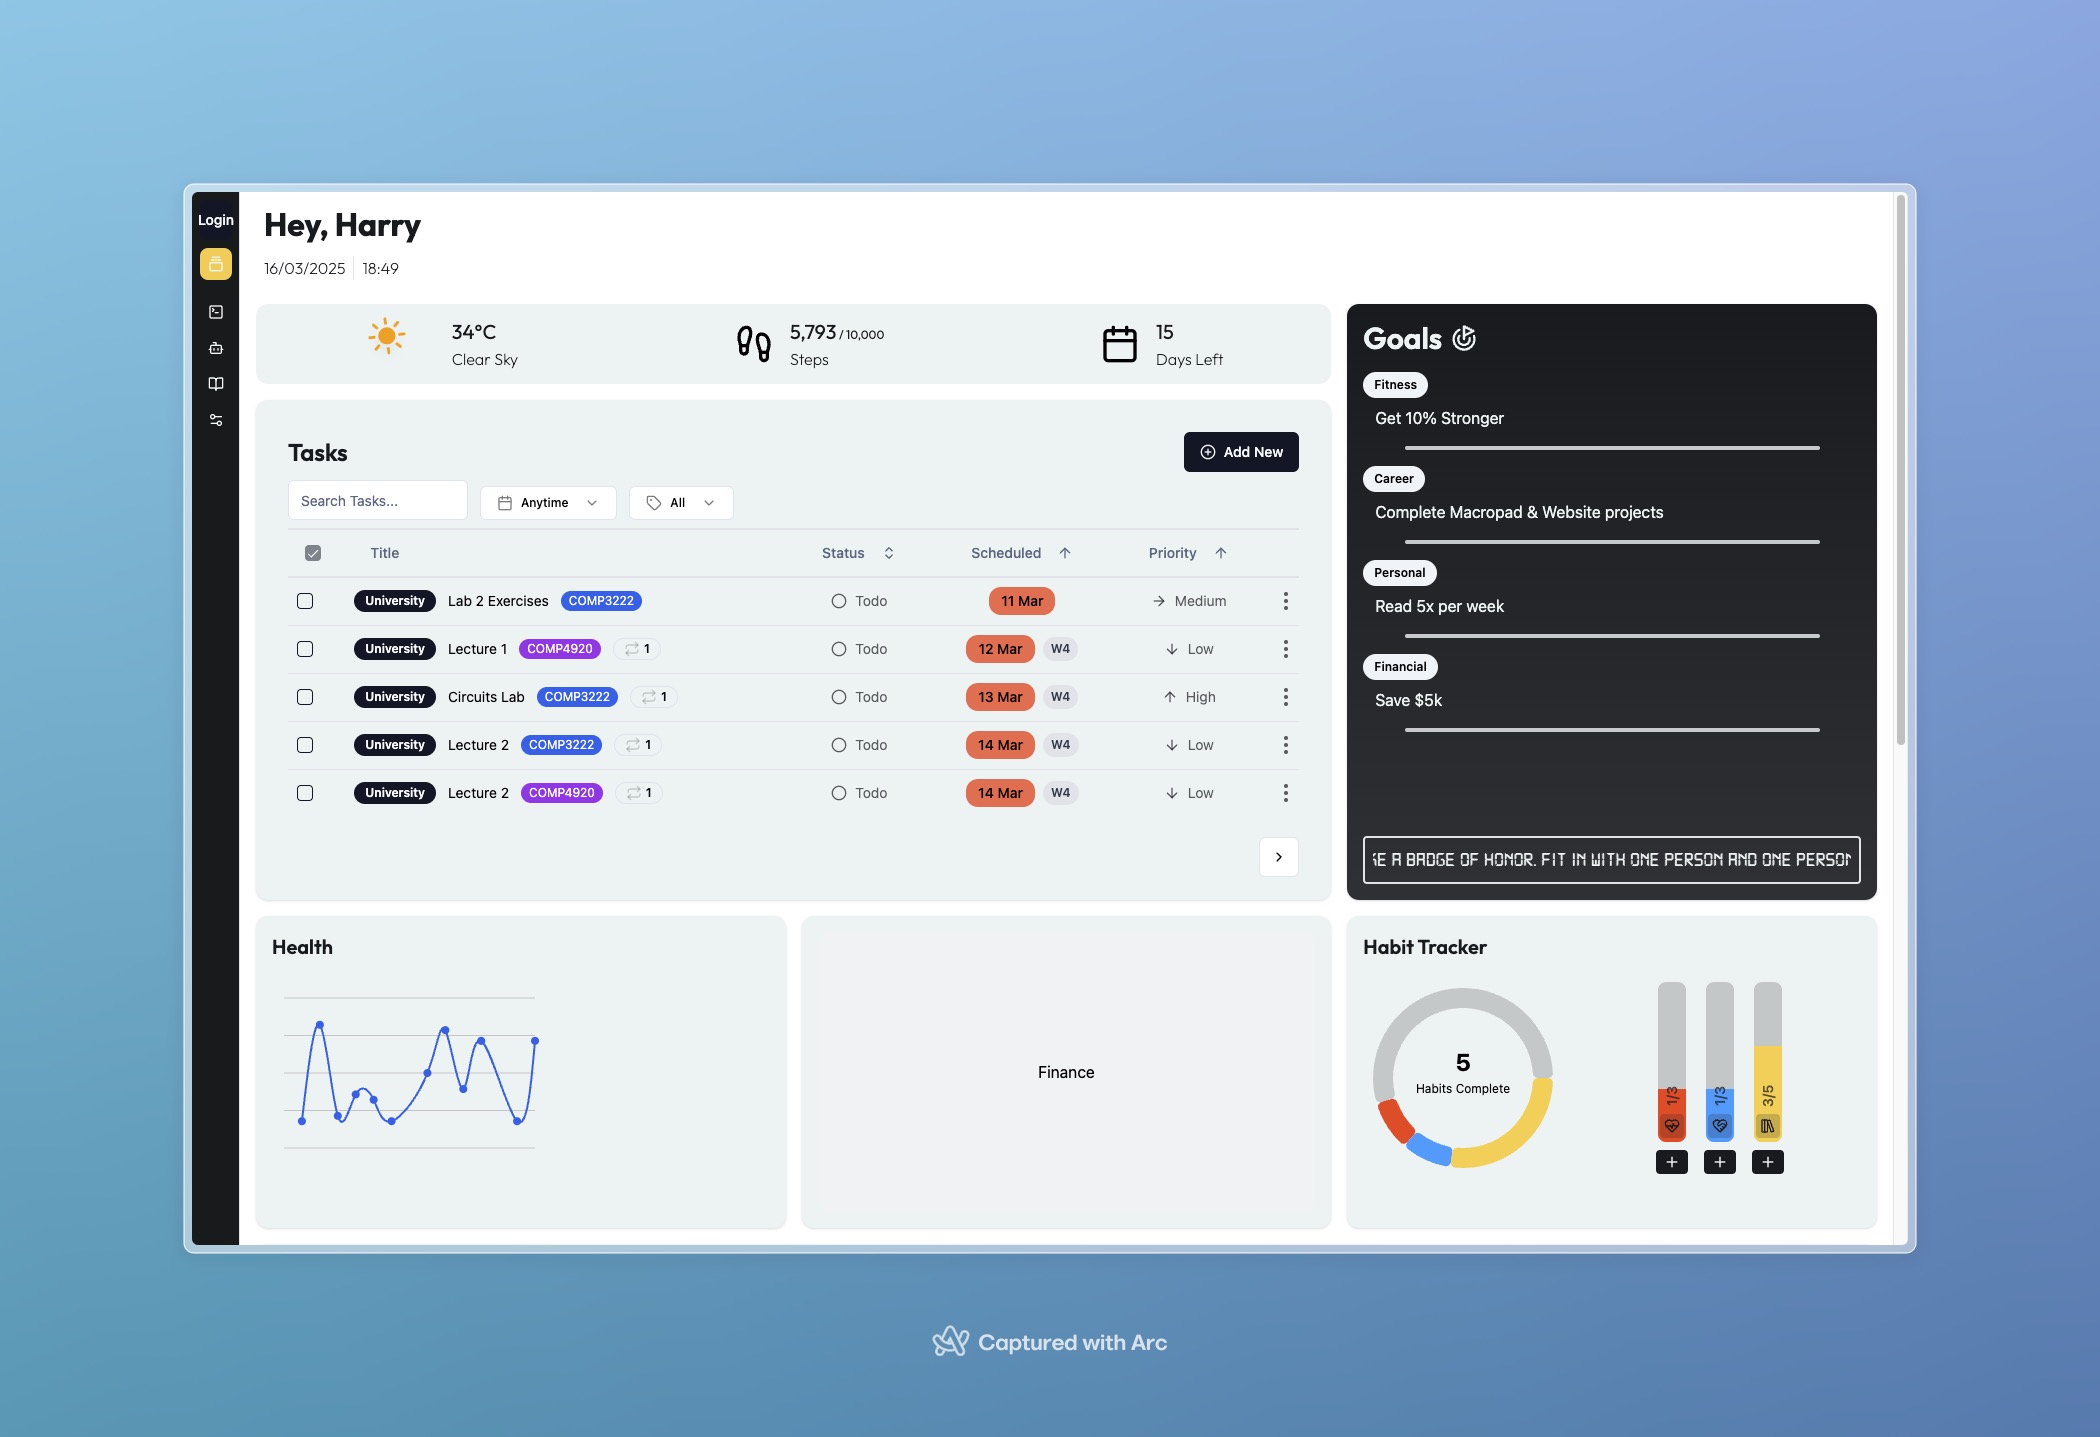 Login
Hey, Harry
16/03/2025 18:49
34°C
Clear Sky
5,793 / 10,000
Steps
15
Days Left
Tasks
Add New
Search Tasks...
Anytime
All
Title Status Scheduled Priority
University Lab 2 Exercises COMP3222 Todo 11 Mar Medium
University Lecture 1 COMP4920 1 Todo 12 Mar W4 Low
University Circuits Lab COMP3222 1 Todo 13 Mar W4 High
University Lecture 2 COMP3222 1 Todo 14 Mar W4 Low
University Lecture 2 COMP4920 1 Todo 14 Mar W4 Low
Goals
Fitness
Get 10% Stronger
Career
Complete Macropad & Website projects
Personal
Read 5x per week
Financial
Save $5k
A BADGE OF HONOR. FIT IN WITH ONE PERSON AND ONE PERSON
Health
Finance
Habit Tracker
5
Habits Complete
1/3
1/3
3/5
Captured with Arc